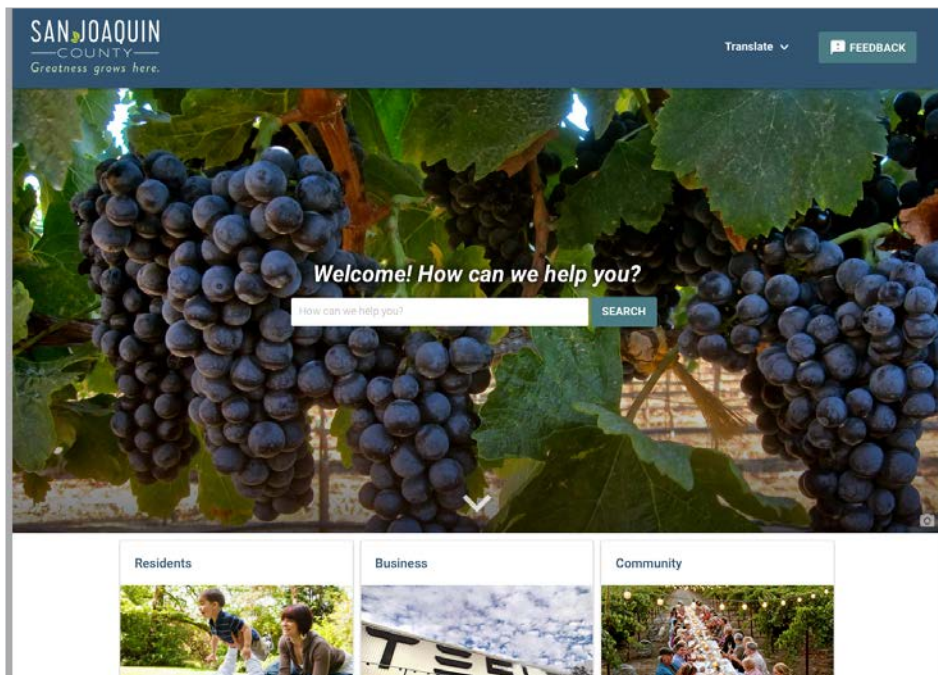 SAN JOAQUIN
COUNTY
Greatness grows here.
Translate
FEEDBACK
Welcome! How can we help you?
How can we help you?
SEARCH
Residents
Business
Community